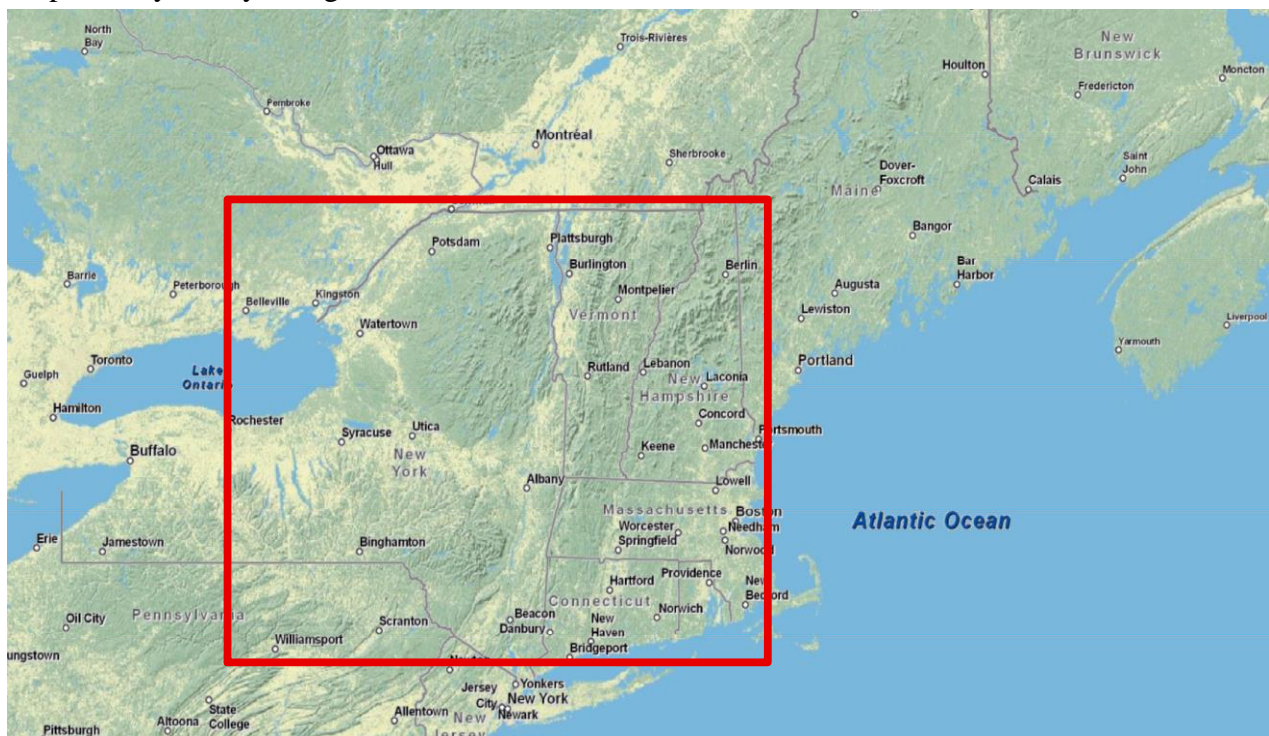 North
Bay
Trois-Rivières
New
Brunswick
Houlton
Moncton
Fredericton
Pembroke
Montréal
Ottawa
Hull
Sherbrooke
Saint
John
Dover-
Foxcroft
Maine
Calais
Bangor
Potsdam
Plattsburgh
Bar
Harbor
Barrie
Burlington
Berlin
Peterborough
Belleville
Kingston
Montpelier
Augusta
Vermont
Lewiston
Liverpool
Watertown
Yarmouth
Toronto
Guelph
Lake
Ontario
Rutland
Lebanon
Portland
New
Hampshire
Laconia
Hamilton
Rochester
Concord
Syracuse
Utica
Portsmouth
Keene
Manchester
Buffalo
New
York
Albany
Lowell
Massachusetts
Boston
Atlantic Ocean
Worcester
Needham
Springfield
Norwood
Erie
Jamestown
Binghamton
Hartford
Providence
New
Bedford
Connecticut
Oil City
Pennsylvania
Scranton
Beacon
Danbury
New
Haven
Norwich
Williamsport
Bridgeport
ungstown
Yonkers
Jersey
City
New York
Newark
State
College
Allentown
New
Jersey
Altoona
Pittsburgh